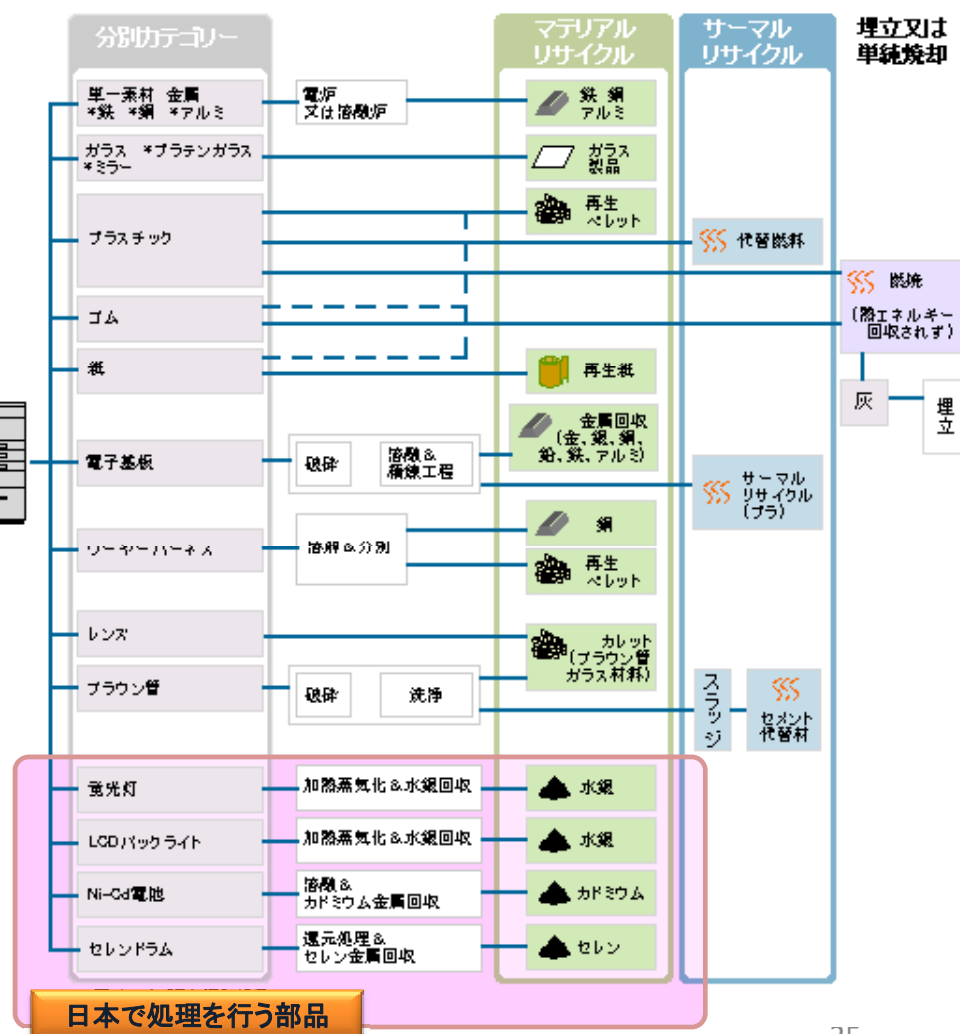 分別カテゴリー
マテリアル
リサイクル
サーマル
リサイクル
埋立又は
単純焼却
単一素材 金属
*鉄 *銅 *アルミ
電炉
又は溶融炉
鉄 銅
アルミ
ガラス *プラテンガラス
*ミラー
ガラス
製品
プラスチック
再生
ペレット
代替燃料
燃焼
(熱エネルギー
回収されず)
ゴム
紙
再生紙
灰
埋
立
電子基板
破砕
溶融&
精錬工程
金属回収
(金、銀、銅、
鉛、鉄、アルミ)
サーマル
リサイクル
(プラ)
ワーヤーハーネス
溶解&分別
銅
再生
ペレット
レンズ
カレット
(ブラウン管
ガラス材料)
ブラウン管
破砕
洗浄
スラッジ
セメント
代替材
蛍光灯
加熱蒸気化&水銀回収
水銀
LCDバックライト
加熱蒸気化&水銀回収
水銀
Ni-Cd電池
溶融&
カドミウム金属回収
カドミウム
セレンドラム
還元処理&
セレン金属回収
セレン
日本で処理を行う部品